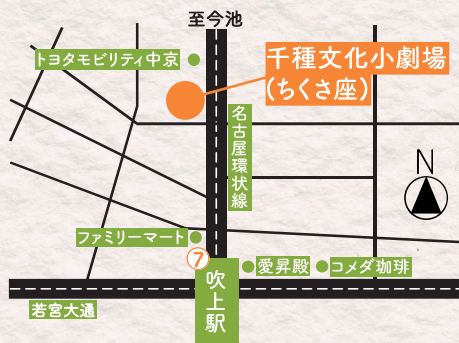 至今池
トヨタモビリティ中京
千種文化小劇場
(ちくさ座)
名古屋環状線
N
ファミリーマート
7
愛昇殿
コメダ珈琲
吹上駅
若宮大通